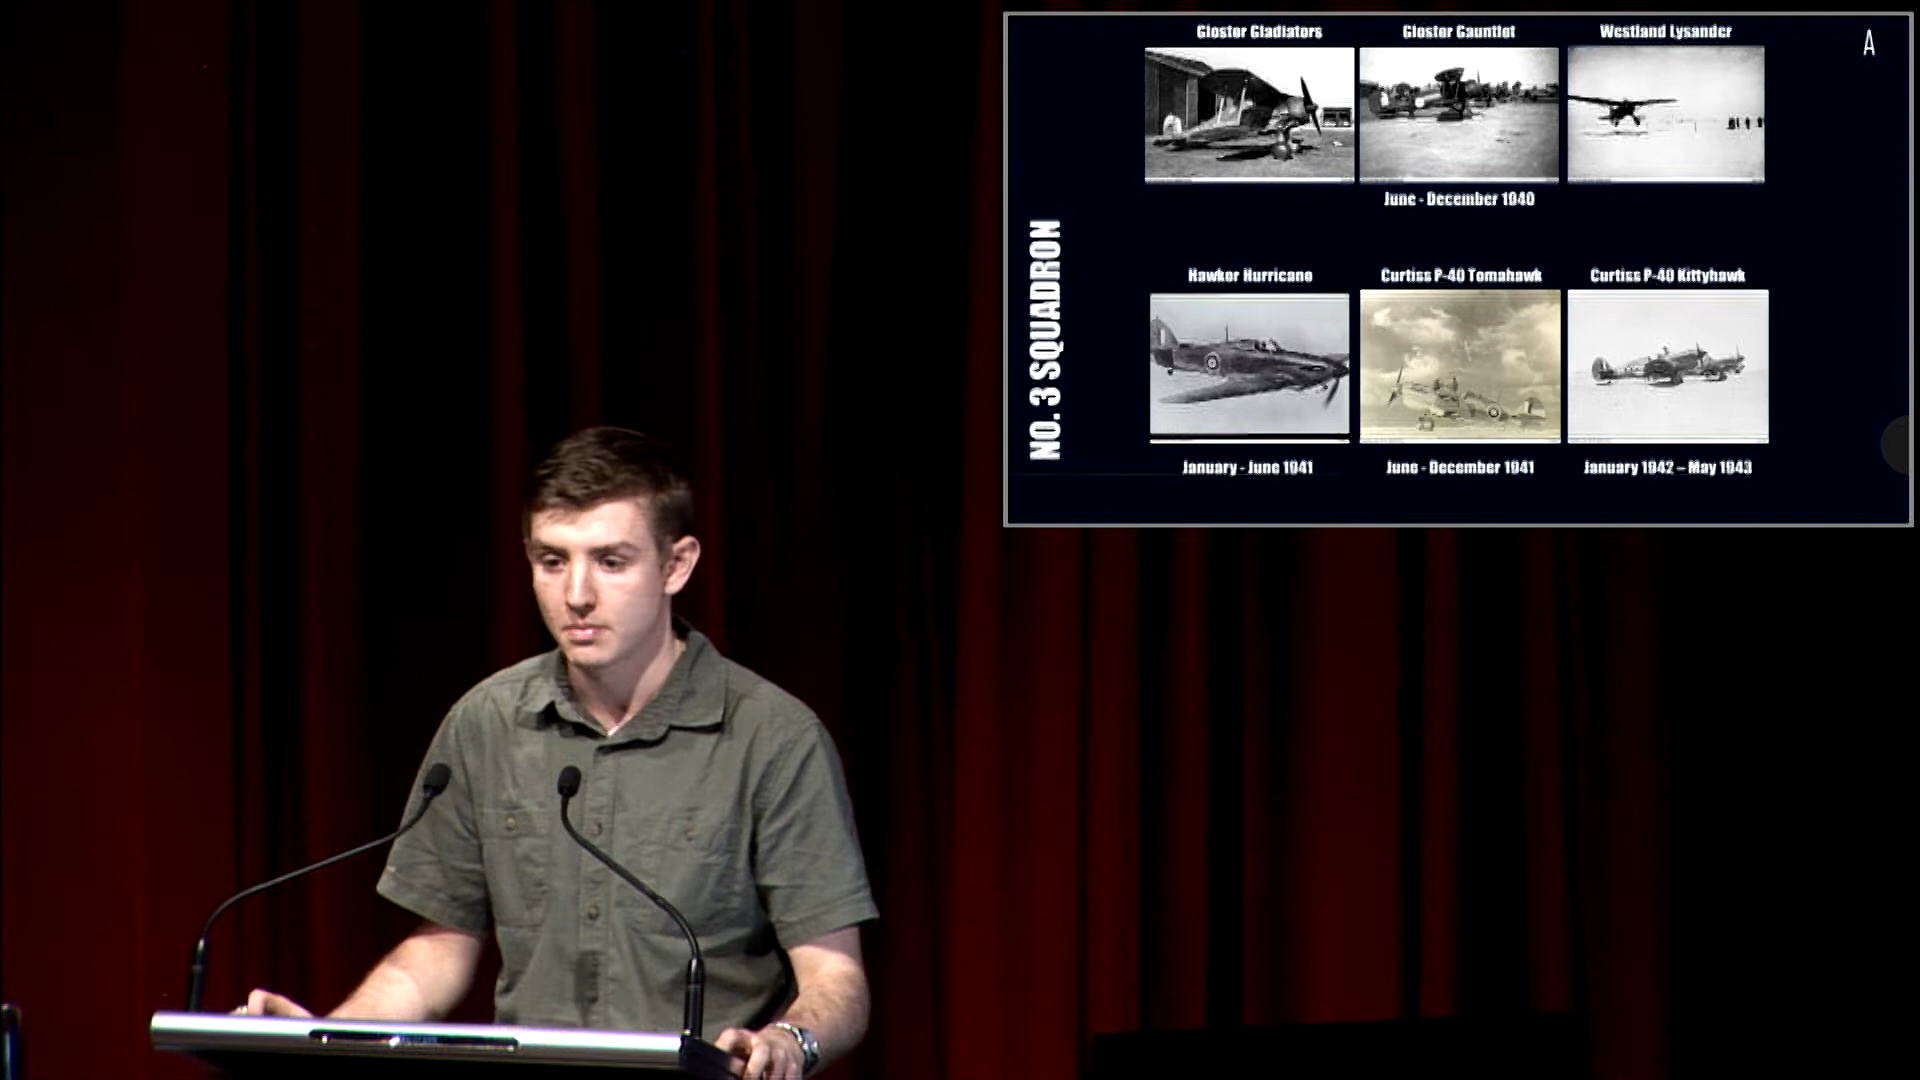 Gloster Gladiators
Gloster Gauntlet
Westland Lysander
A
June - December 1940
NO. 3 SQUADRON
Hawker Hurricane
Curtiss P-40 Tomahawk
Curtiss P-40 Kittyhawk
January - June 1941
June - December 1941
January 1942 – May 1943